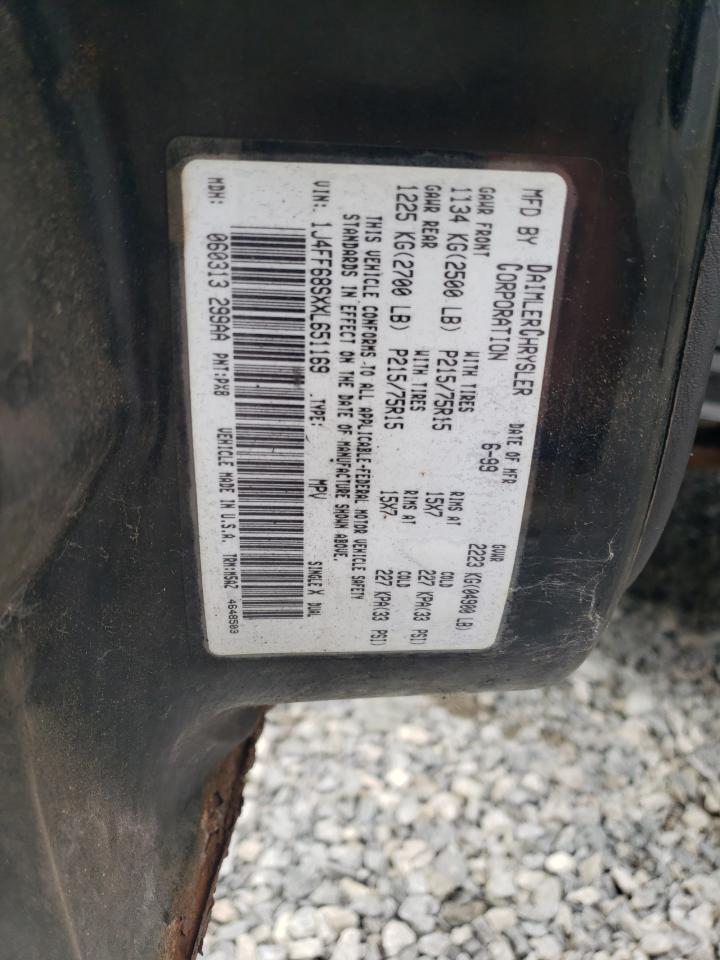 MFD BY DAIMLERCHRYSLER CORPORATION
DATE OF MFR 6-99
GVWR 2223 KG(04900 LB)
GAWR FRONT WITH TIRES RIMS AT COLD
1134 KG(2500 LB) P215/75R15 15X7 227 KPA(33 PSI)
GAWR REAR WITH TIRES RIMS AT COLD
1225 KG(2700 LB) P215/75R15 15X7 227 KPA(33 PSI)
THIS VEHICLE CONFORMS TO ALL APPLICABLE FEDERAL MOTOR VEHICLE SAFETY
STANDARDS IN EFFECT ON THE DATE OF MANUFACTURE SHOWN ABOVE.
VIN: 1J4FF68SXXL651169 TYPE: MPV SINGLE X DUAL
MDH: 060313 299AA PNT:PX8 VEHICLE MADE IN U.S.A. TRM:M5AZ 4648503